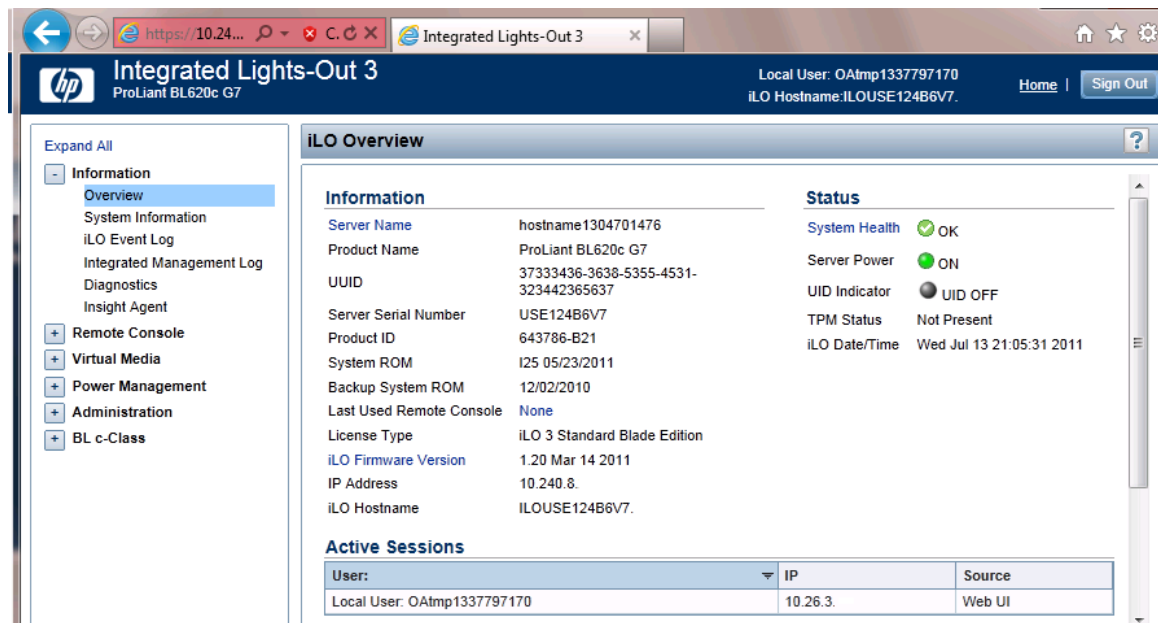 https://10.24... C.
Integrated Lights-Out 3
hp
Integrated Lights-Out 3
ProLiant BL620c G7
Local User: OAtmp1337797170
iLO Hostname:ILOUSE124B6V7.
Home | Sign Out
Expand All
Information
Overview
System Information
iLO Event Log
Integrated Management Log
Diagnostics
Insight Agent
Remote Console
Virtual Media
Power Management
Administration
BL c-Class
iLO Overview ?
Information
Server Name hostname1304701476
Product Name ProLiant BL620c G7
UUID 37333436-3638-5355-4531-
323442365637
Server Serial Number USE124B6V7
Product ID 643786-B21
System ROM I25 05/23/2011
Backup System ROM 12/02/2010
Last Used Remote Console None
License Type iLO 3 Standard Blade Edition
iLO Firmware Version 1.20 Mar 14 2011
IP Address 10.240.8.
iLO Hostname ILOUSE124B6V7.
Status
System Health OK
Server Power ON
UID Indicator UID OFF
TPM Status Not Present
iLO Date/Time Wed Jul 13 21:05:31 2011
Active Sessions
User: IP Source
Local User: OAtmp1337797170 10.26.3. Web UI